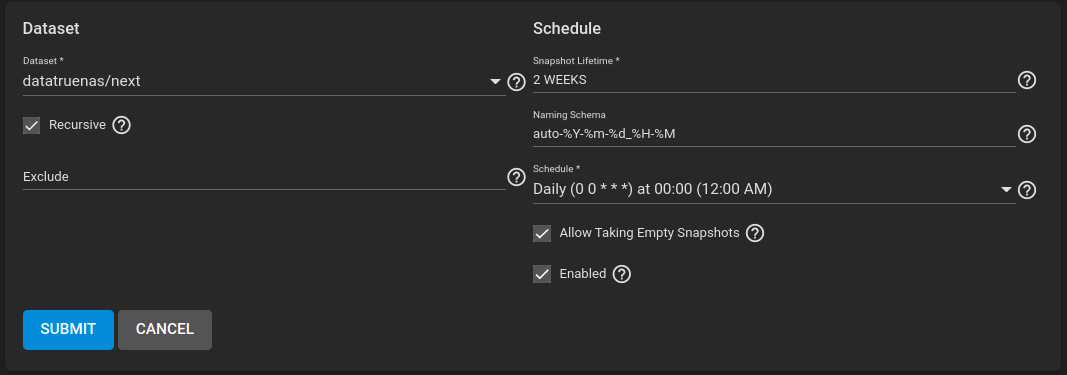 Dataset
Dataset *
datatruenas/next
Recursive
Exclude
Schedule
Snapshot Lifetime *
2 WEEKS
Naming Schema
auto-%Y-%m-%d_%H-%M
Schedule *
Daily (0 0 * * *) at 00:00 (12:00 AM)
Allow Taking Empty Snapshots
Enabled
SUBMIT
CANCEL